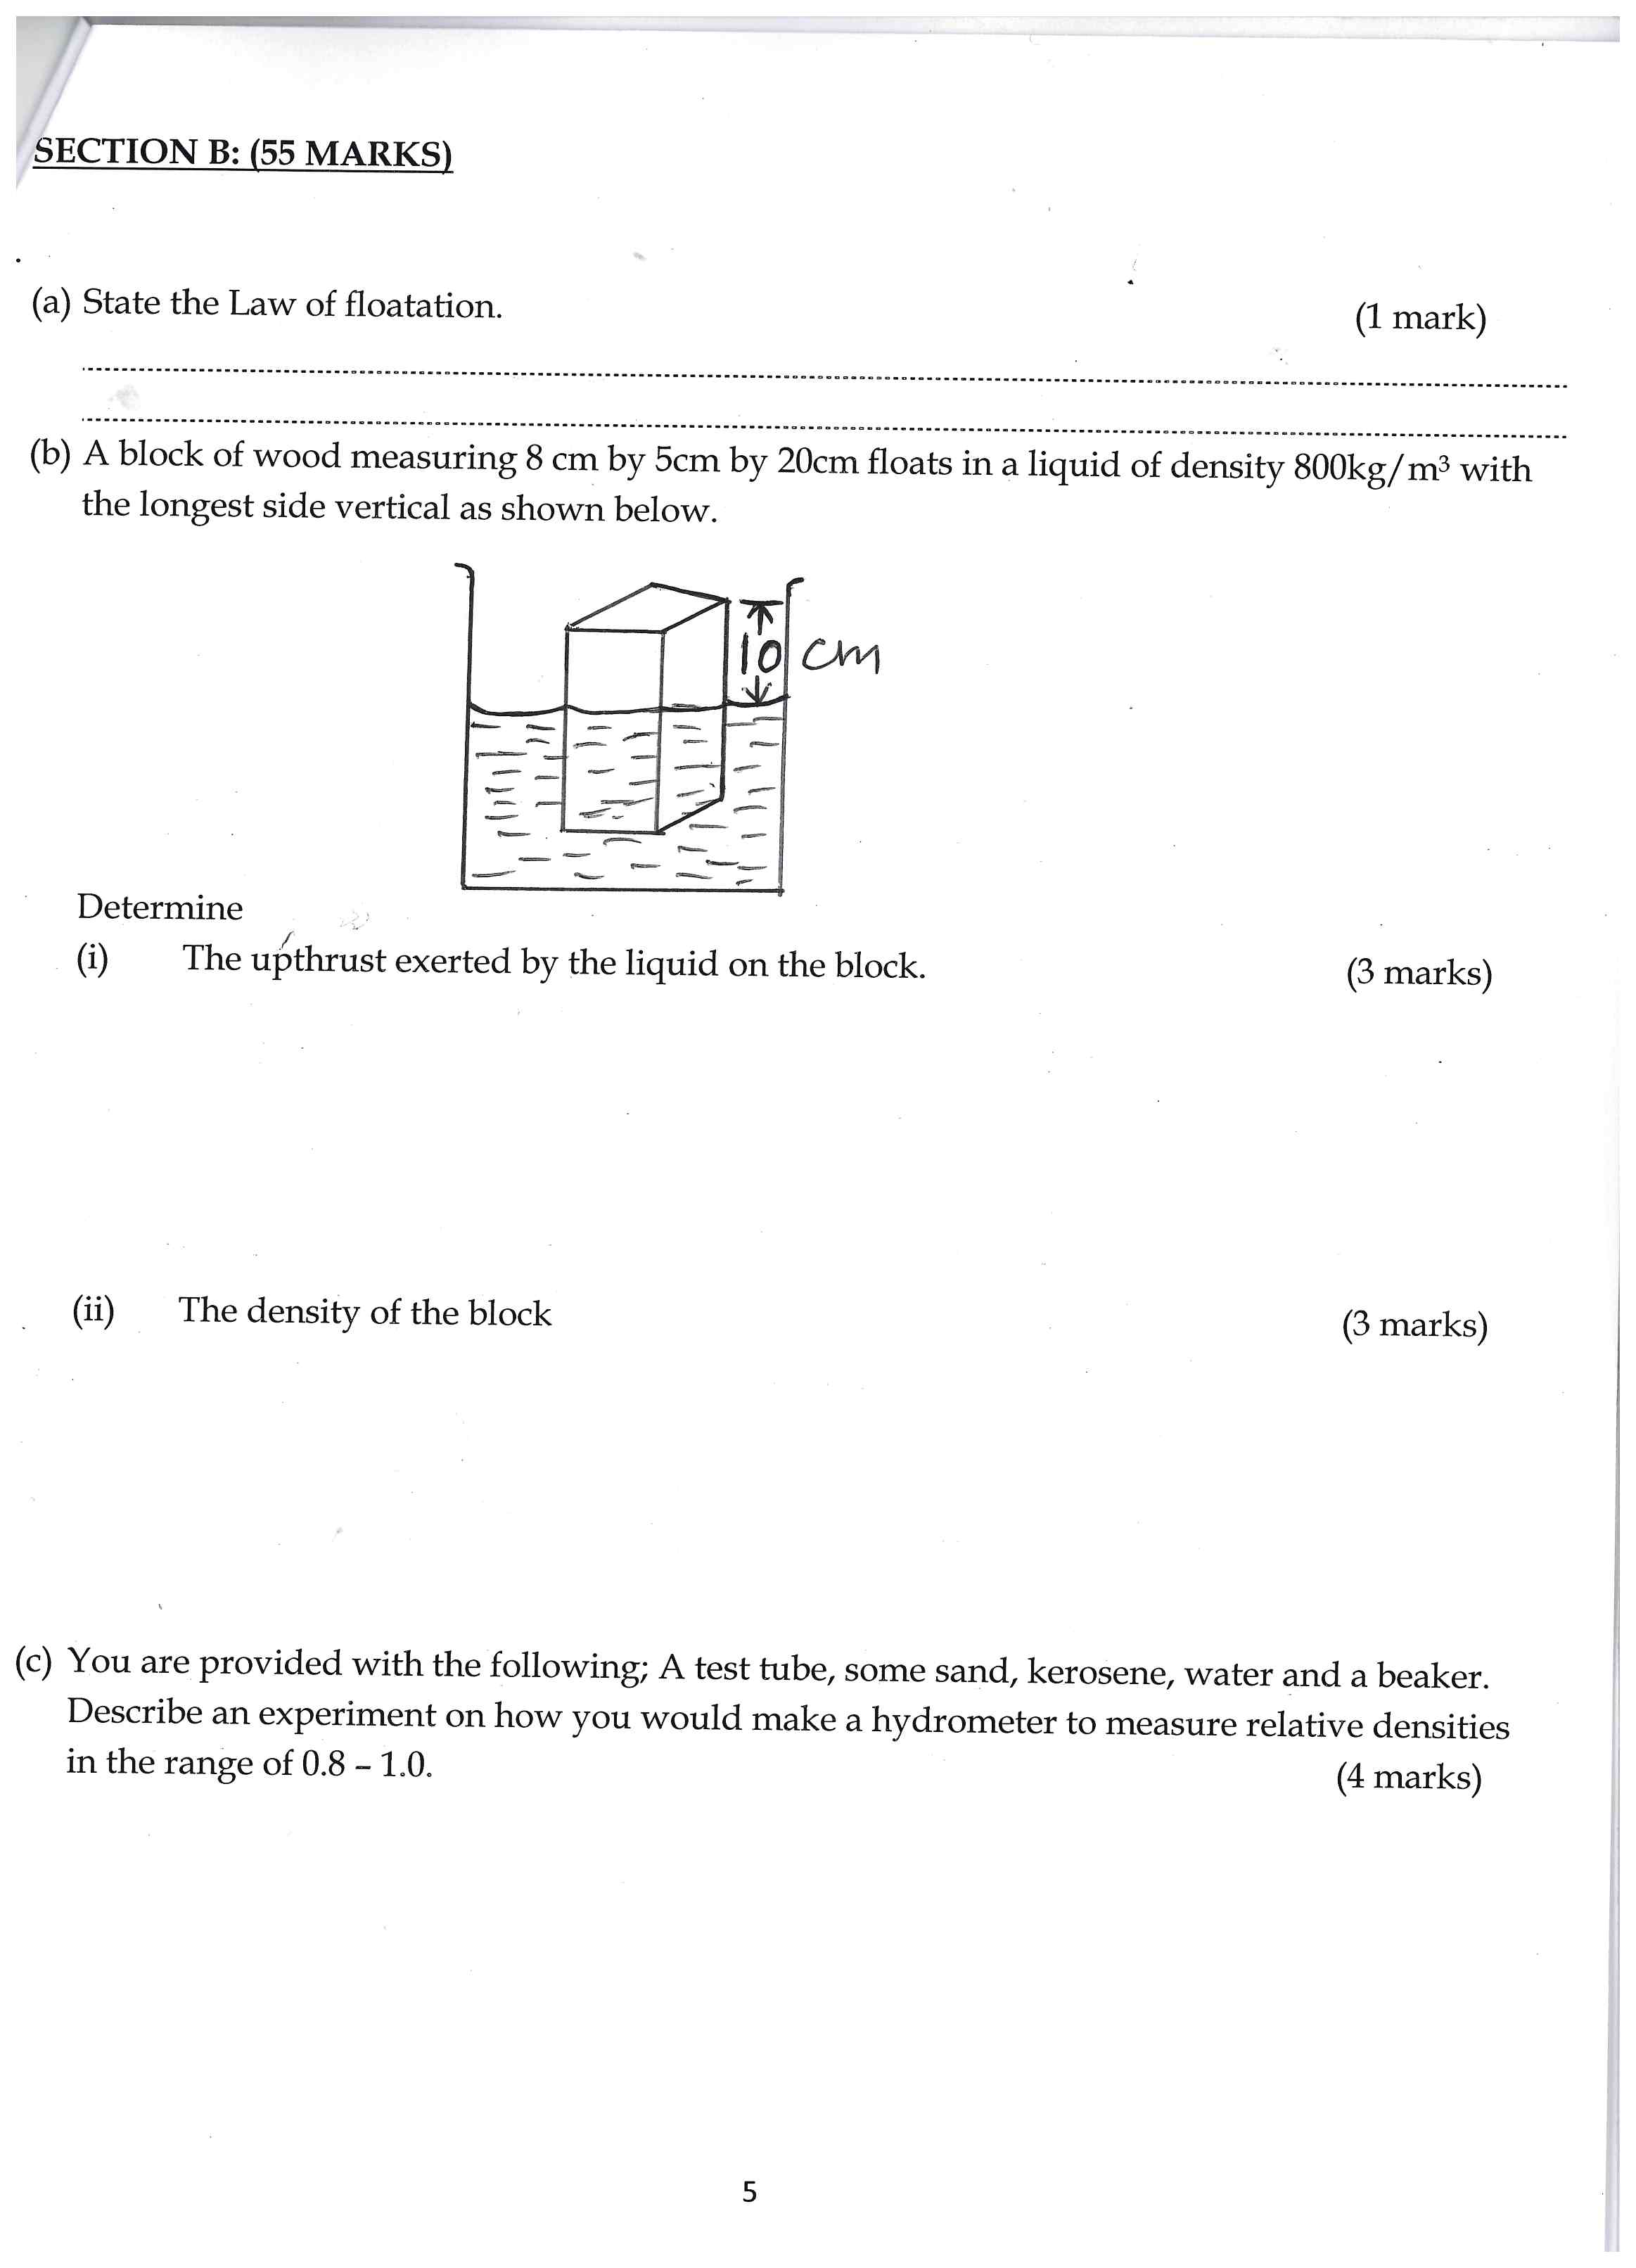 SECTION B: (55 MARKS)
(a) State the Law of floatation. (1 mark)
(b) A block of wood measuring 8 cm by 5cm by 20cm floats in a liquid of density 800kg/m³ with
the longest side vertical as shown below.
10 cm
Determine
(i) The upthrust exerted by the liquid on the block. (3 marks)
(ii) The density of the block (3 marks)
(c) You are provided with the following; A test tube, some sand, kerosene, water and a beaker.
Describe an experiment on how you would make a hydrometer to measure relative densities
in the range of 0.8 – 1.0. (4 marks)
5